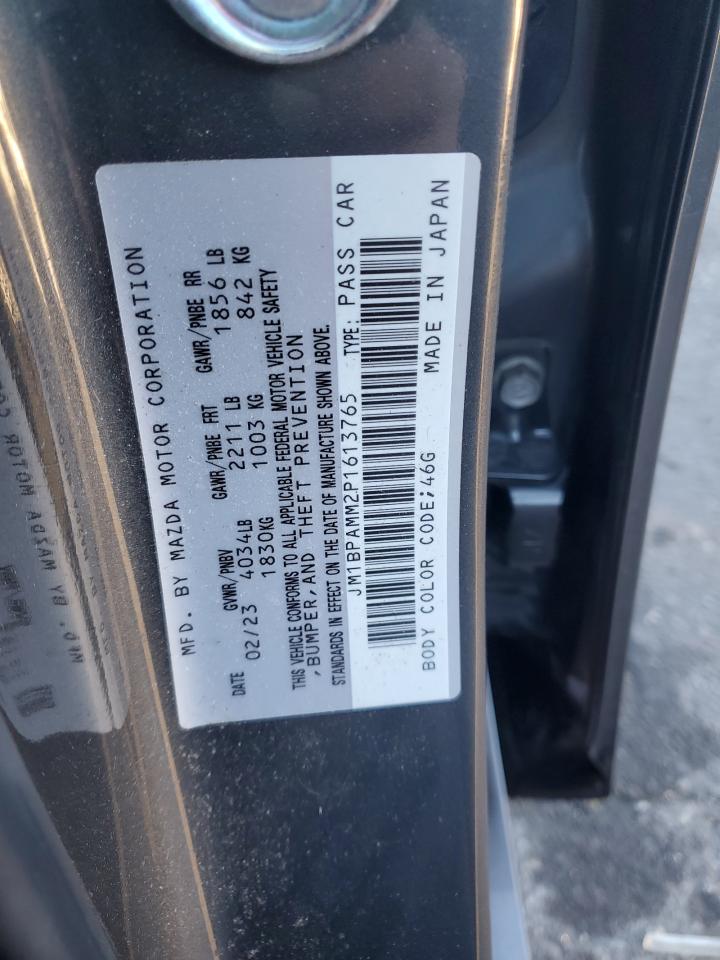 MFD. BY MAZDA MOTOR CORPORATION
DATE GVWR/PNBV GAWR/PNBE FRT GAWR/PNBE RR
02/23 4034LB 2211 LB 1856 LB
1830KG 1003 KG 842 KG
THIS VEHICLE CONFORMS TO ALL APPLICABLE FEDERAL MOTOR VEHICLE SAFETY
,BUMPER,AND THEFT PREVENTION
STANDARDS IN EFFECT ON THE DATE OF MANUFACTURE SHOWN ABOVE.
JM1BPAMM2P1613765 TYPE: PASS CAR
BODY COLOR CODE;46G MADE IN JAPAN